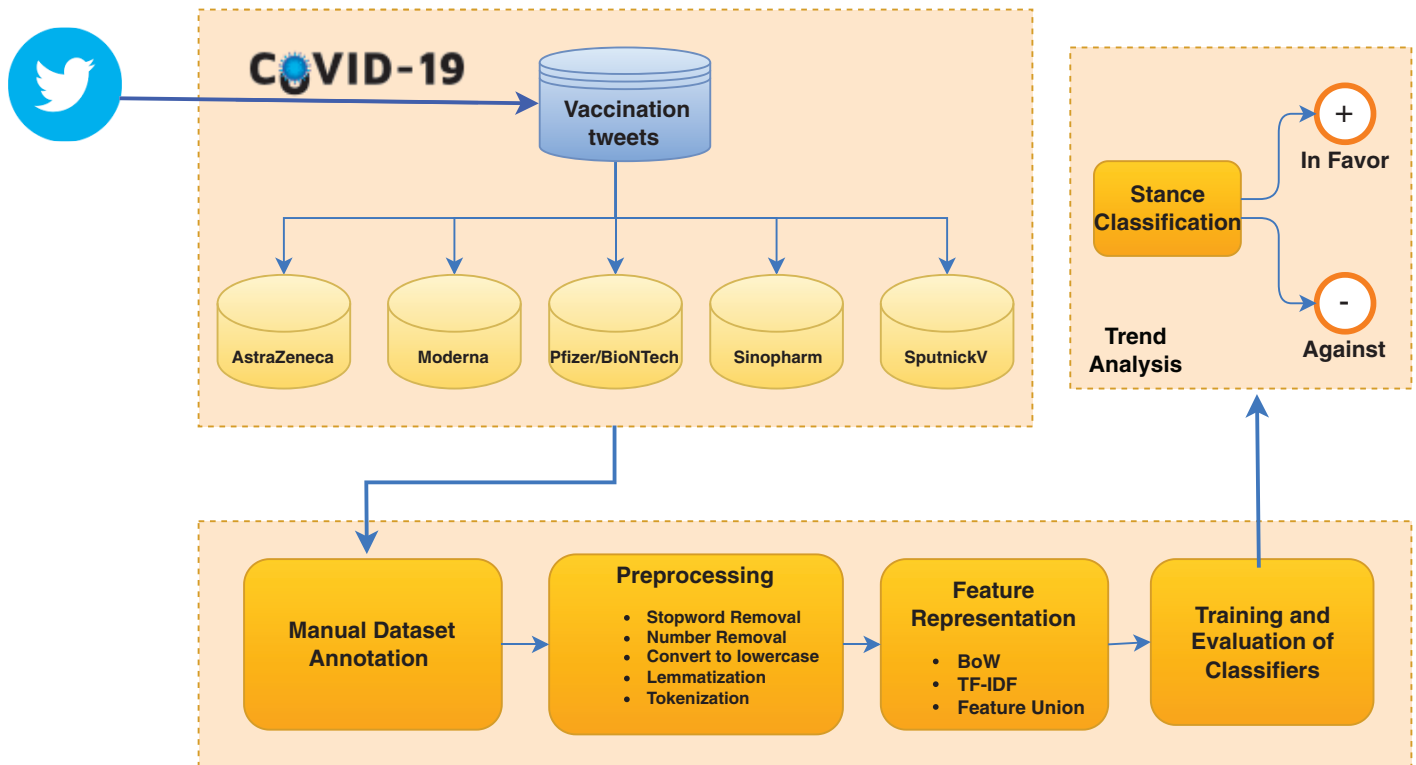 COVID-19
Vaccination
tweets
AstraZeneca
Moderna
Pfizer/BioNTech
Sinopharm
SputnickV
Stance
Classification
+
In Favor
-
Against
Trend
Analysis
Manual Dataset
Annotation
Preprocessing
• Stopword Removal
• Number Removal
• Convert to lowercase
• Lemmatization
• Tokenization
Feature
Representation
• BoW
• TF-IDF
• Feature Union
Training and
Evaluation of
Classifiers